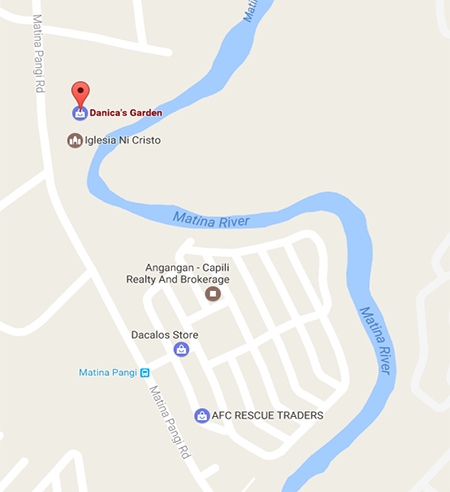 Matina Pangi Rd
Danica's Garden
Iglesia Ni Cristo
Matina River
Angangan - Capili
Realty And Brokerage
Matina River
Dacalos Store
Matina Pangi
Matina Pangi Rd
AFC RESCUE TRADERS